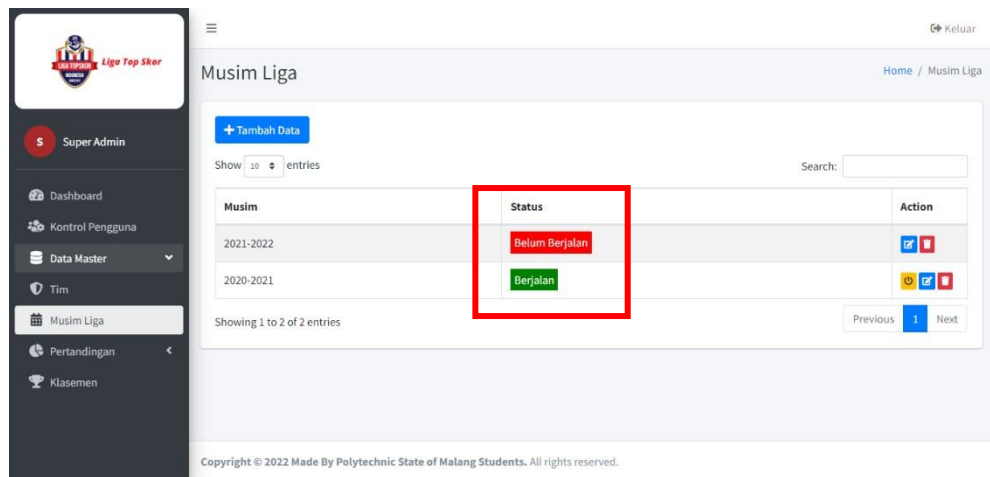 LIGA TOPSKOR
INDONESIA
Liga Top Skor
Keluar
Musim Liga
Home / Musim Liga
S Super Admin
Tambah Data
Show 10 entries
Search:
Dashboard
Kontrol Pengguna
Data Master
Tim
Musim Liga
Pertandingan
Klasemen
Musim Status Action
2021-2022 Belum Berjalan
2020-2021 Berjalan
Showing 1 to 2 of 2 entries
Previous 1 Next
Copyright © 2022 Made By Polytechnic State of Malang Students. All rights reserved.